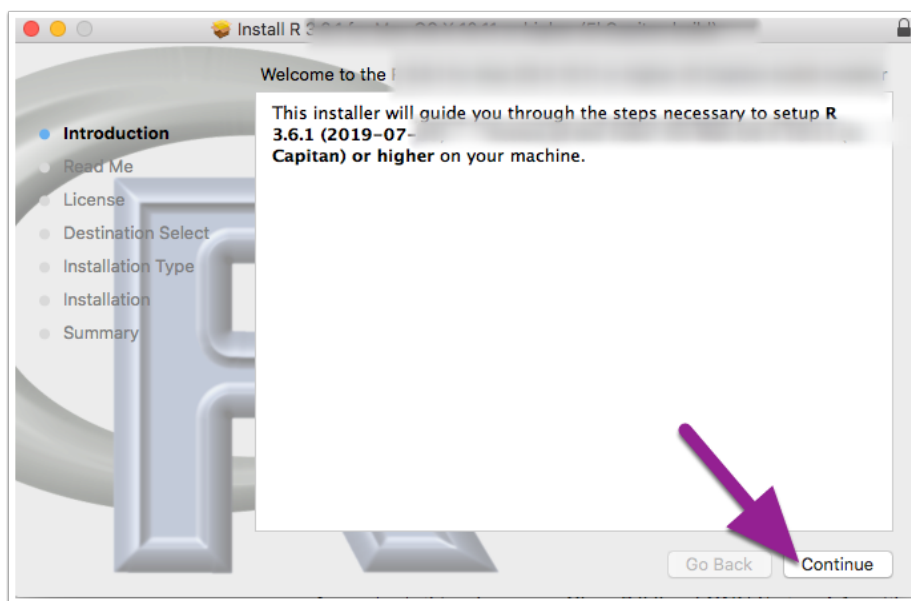 Install R
Welcome to the
This installer will guide you through the steps necessary to setup R
3.6.1 (2019-07-
Capitan) or higher on your machine.
Introduction
Read Me
License
Destination Select
Installation Type
Installation
Summary
Go Back
Continue